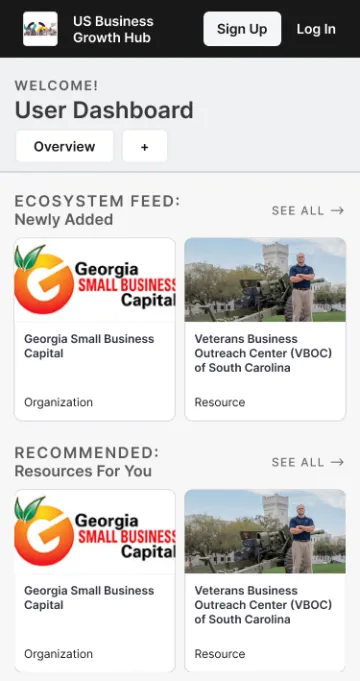 US Business
Growth Hub
Sign Up
Log In
WELCOME!
User Dashboard
Overview
+
ECOSYSTEM FEED:
Newly Added
SEE ALL →
Georgia
SMALL BUSINESS
Capital
Georgia Small Business
Capital
Organization
Veterans Business
Outreach Center (VBOC)
of South Carolina
Resource
RECOMMENDED:
Resources For You
SEE ALL →
Georgia
SMALL BUSINESS
Capital
Georgia Small Business
Capital
Organization
Veterans Business
Outreach Center (VBOC)
of South Carolina
Resource